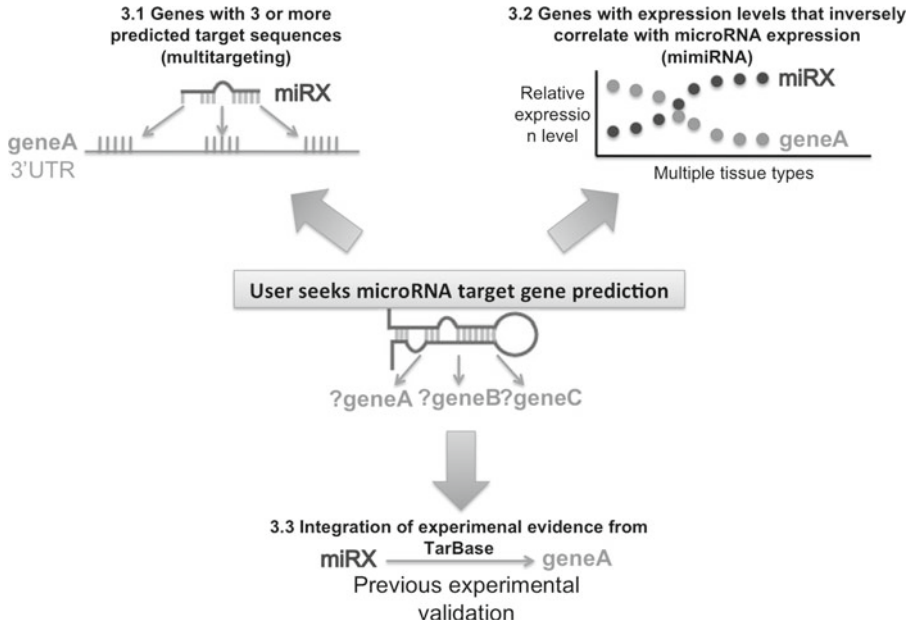 3.1 Genes with 3 or more
predicted target sequences
(multitargeting)
miRX
geneA
3'UTR
3.2 Genes with expression levels that inversely
correlate with microRNA expression
(mimiRNA)
Relative
expressio
n level
miRX
geneA
Multiple tissue types
User seeks microRNA target gene prediction
?geneA ?geneB?geneC
3.3 Integration of experimenal evidence from
TarBase
miRX geneA
Previous experimental
validation